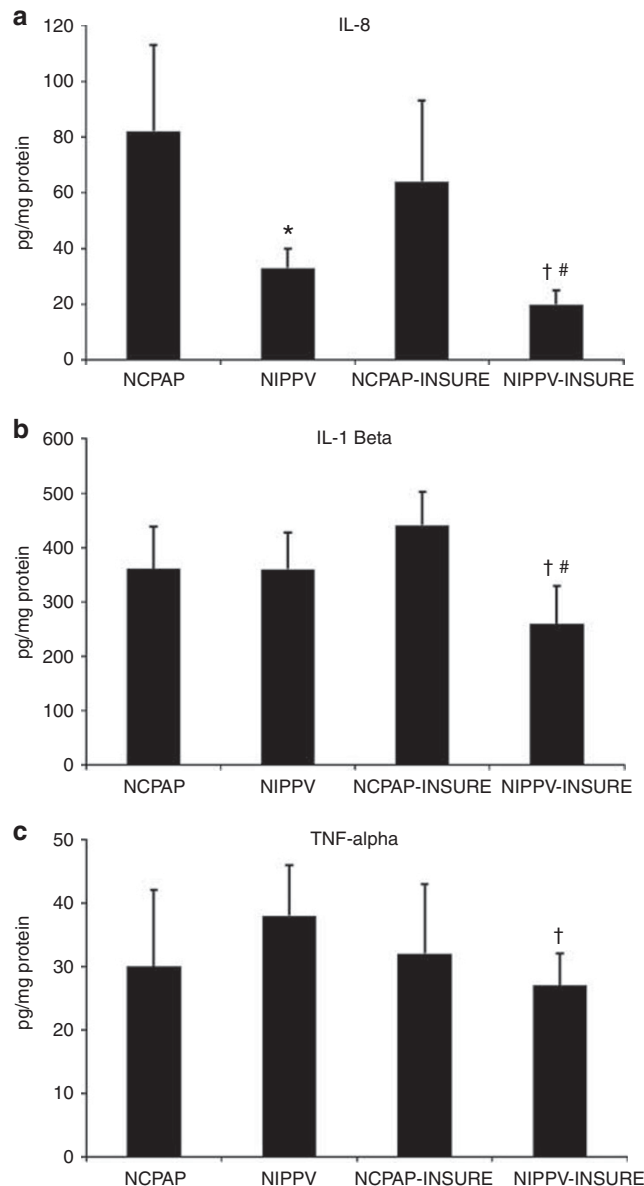 a
IL-8
120
100
80
60
40
20
0
pg/mg protein
*
† #
NCPAP NIPPV NCPAP-INSURE NIPPV-INSURE
b
IL-1 Beta
600
500
400
300
200
100
0
pg/mg protein
† #
NCPAP NIPPV NCPAP-INSURE NIPPV-INSURE
c
TNF-alpha
50
40
30
20
10
0
pg/mg protein
†
NCPAP NIPPV NCPAP-INSURE NIPPV-INSURE